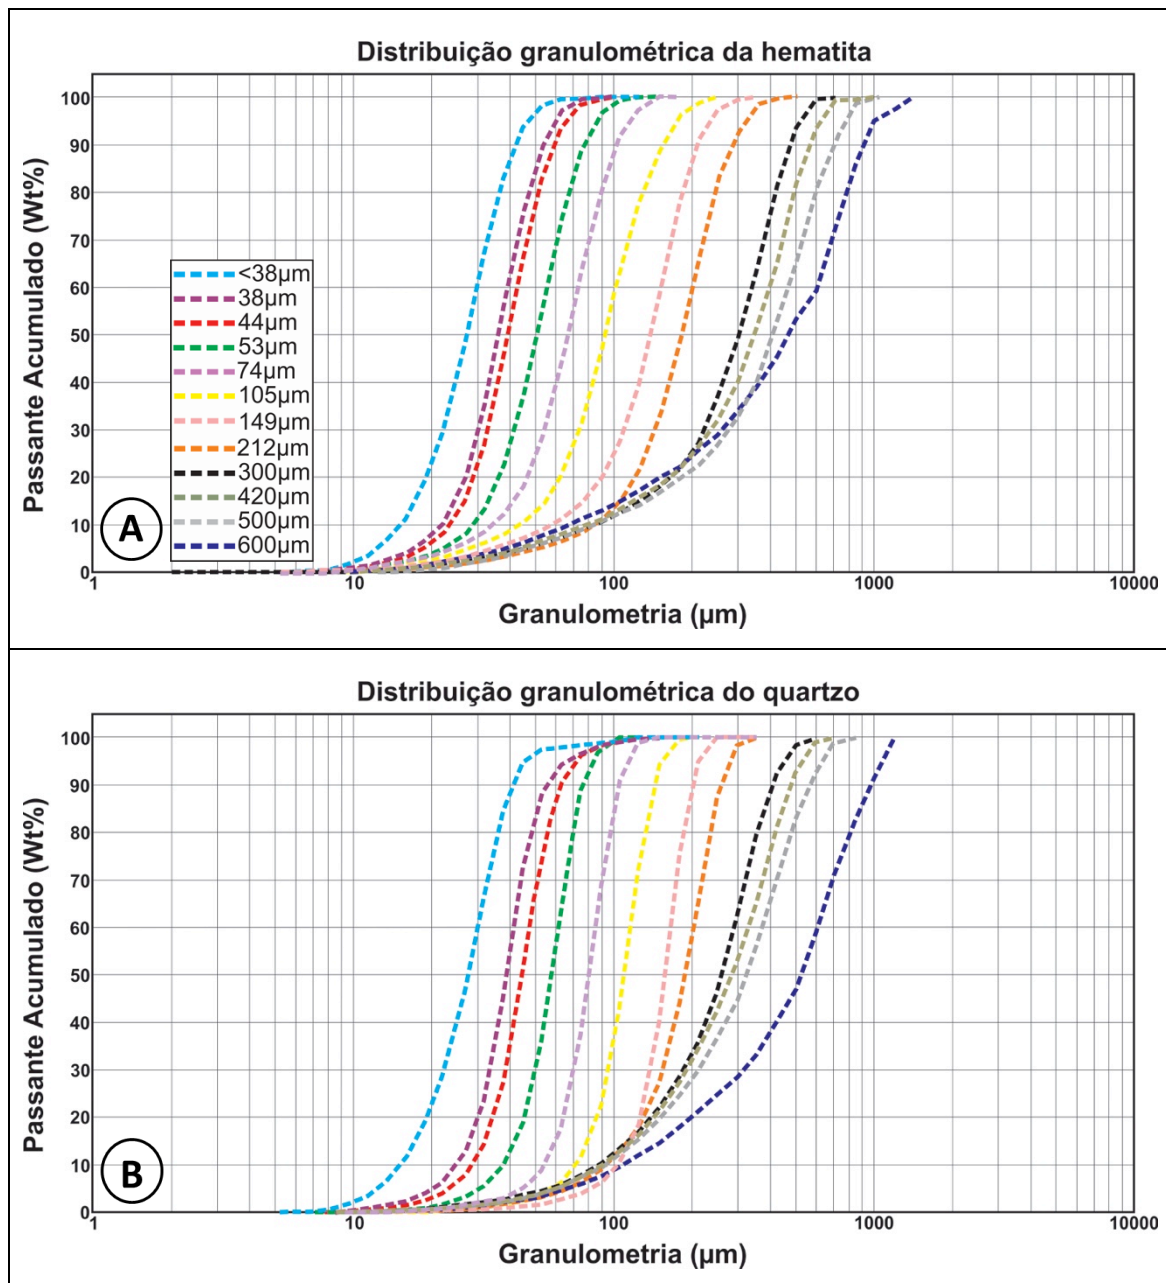 Distribuição granulométrica da hematita
Passante Acumulado (Wt%)
100
90
80
70
60
50
40
30
20
10
0
<38µm
38µm
44µm
53µm
74µm
105µm
149µm
212µm
300µm
420µm
500µm
600µm
A
1
10
100
1000
10000
Granulometria (µm)
Distribuição granulométrica do quartzo
Passante Acumulado (Wt%)
100
90
80
70
60
50
40
30
20
10
0
B
1
10
100
1000
10000
Granulometria (µm)